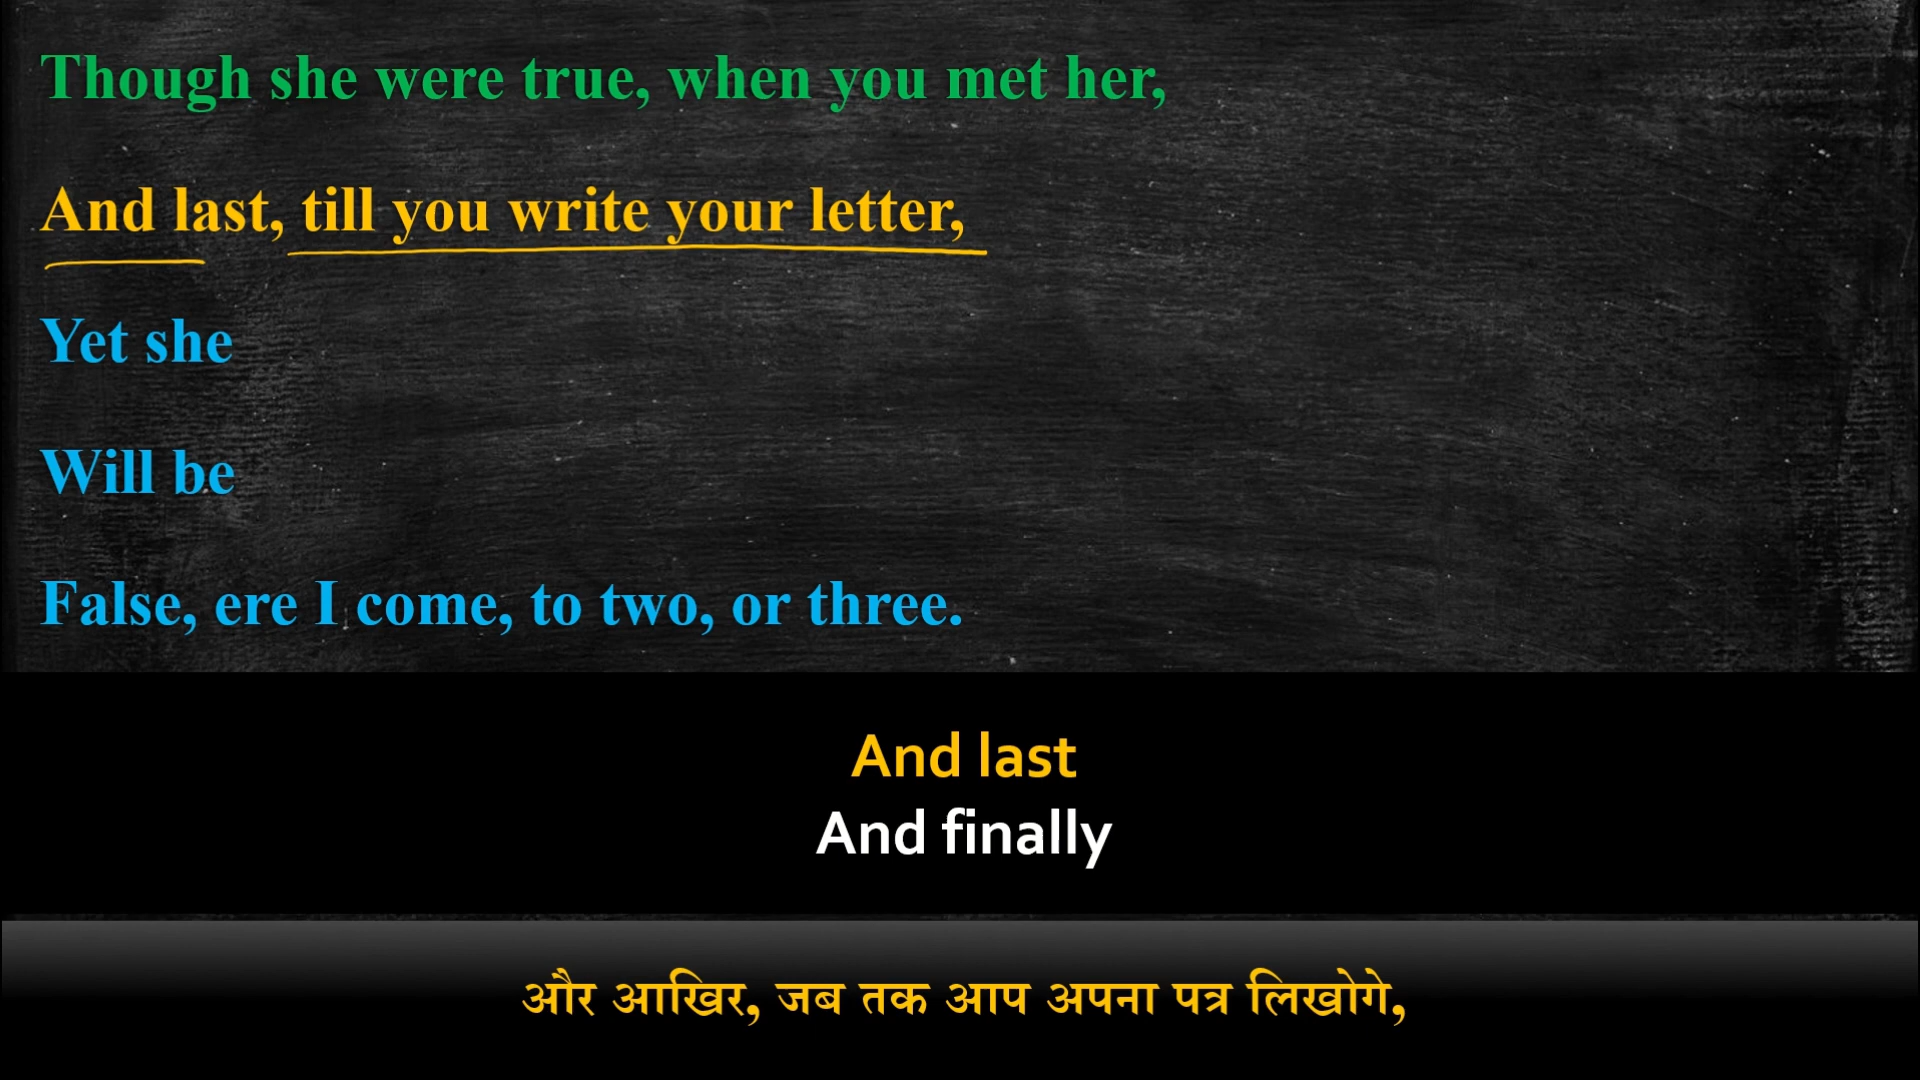 Though she were true, when you met her,
And last, till you write your letter,
Yet she
Will be
False, ere I come, to two, or three.
And last
And finally
और आखिर, जब तक आप अपना पत्र लिखोगे,